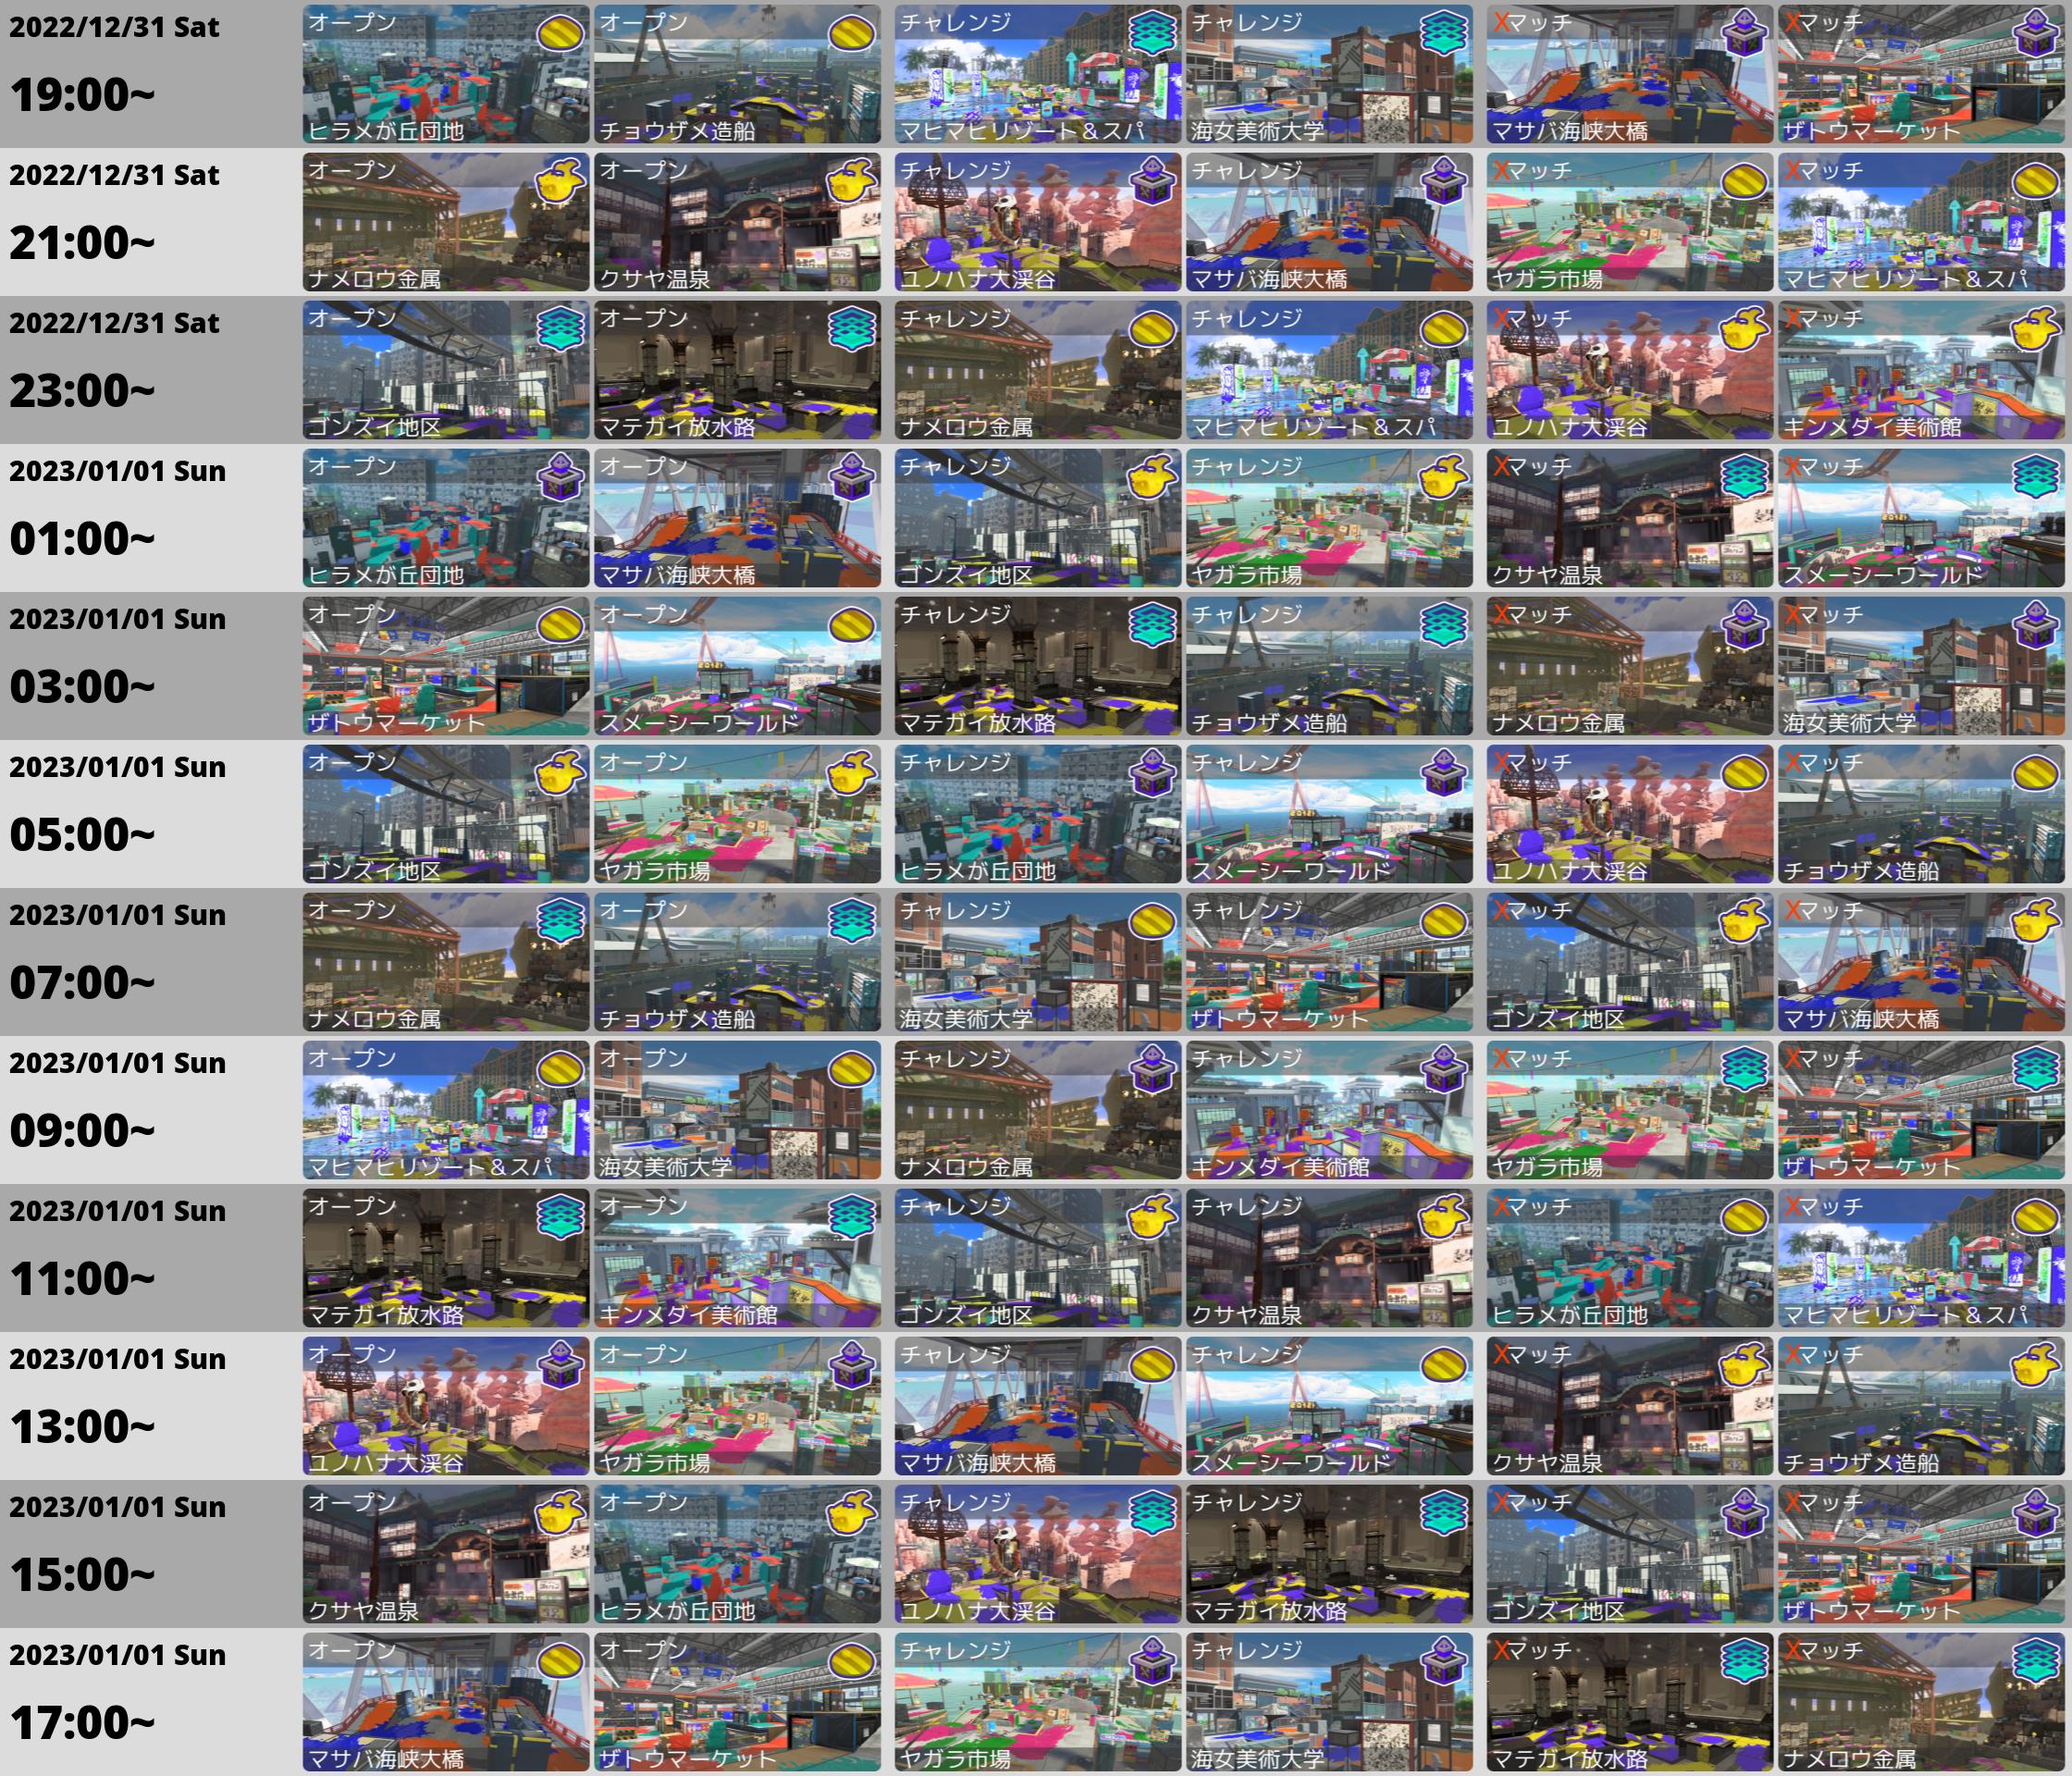 2022/12/31 Sat
19:00~
オープン オープン チャレンジ チャレンジ Xマッチ Xマッチ
ヒラメが丘団地 チョウザメ造船 マヒマヒリゾート&スパ 海女美術大学 マサバ海峡大橋 ザトウマーケット
2022/12/31 Sat
21:00~
オープン オープン チャレンジ チャレンジ Xマッチ Xマッチ
ナメロウ金属 クサヤ温泉 ユノハナ大渓谷 マサバ海峡大橋 ヤガラ市場 マヒマヒリゾート&スパ
2022/12/31 Sat
23:00~
オープン オープン チャレンジ チャレンジ Xマッチ Xマッチ
ゴンズイ地区 マテガイ放水路 ナメロウ金属 マヒマヒリゾート&スパ ユノハナ大渓谷 キンメダイ美術館
2023/01/01 Sun
01:00~
オープン オープン チャレンジ チャレンジ Xマッチ Xマッチ
ヒラメが丘団地 マサバ海峡大橋 ゴンズイ地区 ヤガラ市場 クサヤ温泉 スメーシーワールド
2023/01/01 Sun
03:00~
オープン オープン チャレンジ チャレンジ Xマッチ Xマッチ
ザトウマーケット スメーシーワールド マテガイ放水路 チョウザメ造船 ナメロウ金属 海女美術大学
2023/01/01 Sun
05:00~
オープン オープン チャレンジ チャレンジ Xマッチ Xマッチ
ゴンズイ地区 ヤガラ市場 ヒラメが丘団地 スメーシーワールド ユノハナ大渓谷 チョウザメ造船
2023/01/01 Sun
07:00~
オープン オープン チャレンジ チャレンジ Xマッチ Xマッチ
ナメロウ金属 チョウザメ造船 海女美術大学 ザトウマーケット ゴンズイ地区 マサバ海峡大橋
2023/01/01 Sun
09:00~
オープン オープン チャレンジ チャレンジ Xマッチ Xマッチ
マヒマヒリゾート&スパ 海女美術大学 ナメロウ金属 キンメダイ美術館 ヤガラ市場 ザトウマーケット
2023/01/01 Sun
11:00~
オープン オープン チャレンジ チャレンジ Xマッチ Xマッチ
マテガイ放水路 キンメダイ美術館 ゴンズイ地区 クサヤ温泉 ヒラメが丘団地 マヒマヒリゾート&スパ
2023/01/01 Sun
13:00~
オープン オープン チャレンジ チャレンジ Xマッチ Xマッチ
ユノハナ大渓谷 ヤガラ市場 マサバ海峡大橋 スメーシーワールド クサヤ温泉 チョウザメ造船
2023/01/01 Sun
15:00~
オープン オープン チャレンジ チャレンジ Xマッチ Xマッチ
クサヤ温泉 ヒラメが丘団地 ユノハナ大渓谷 マテガイ放水路 ゴンズイ地区 ザトウマーケット
2023/01/01 Sun
17:00~
オープン オープン チャレンジ チャレンジ Xマッチ Xマッチ
マサバ海峡大橋 ザトウマーケット ヤガラ市場 海女美術大学 マテガイ放水路 ナメロウ金属